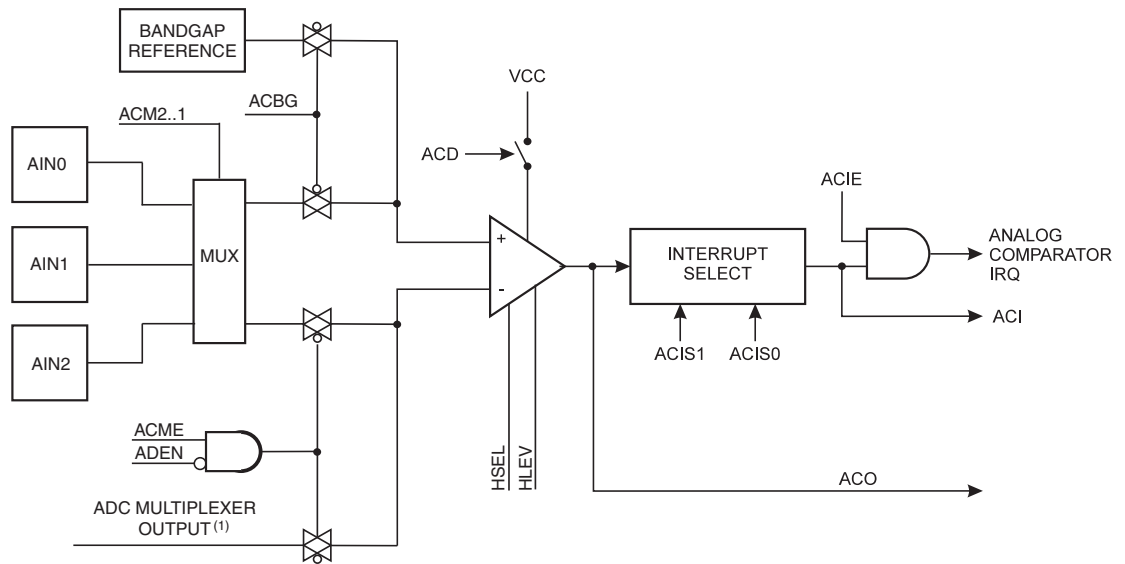 BANDGAP
REFERENCE
VCC
ACBG
ACM2..1
ACD
AIN0
ACIE
MUX
+
INTERRUPT
SELECT
ANALOG
COMPARATOR
IRQ
AIN1
-
ACI
AIN2
ACIS1
ACIS0
ACME
ADEN
HSEL
HLEV
ACO
ADC MULTIPLEXER
OUTPUT (1)